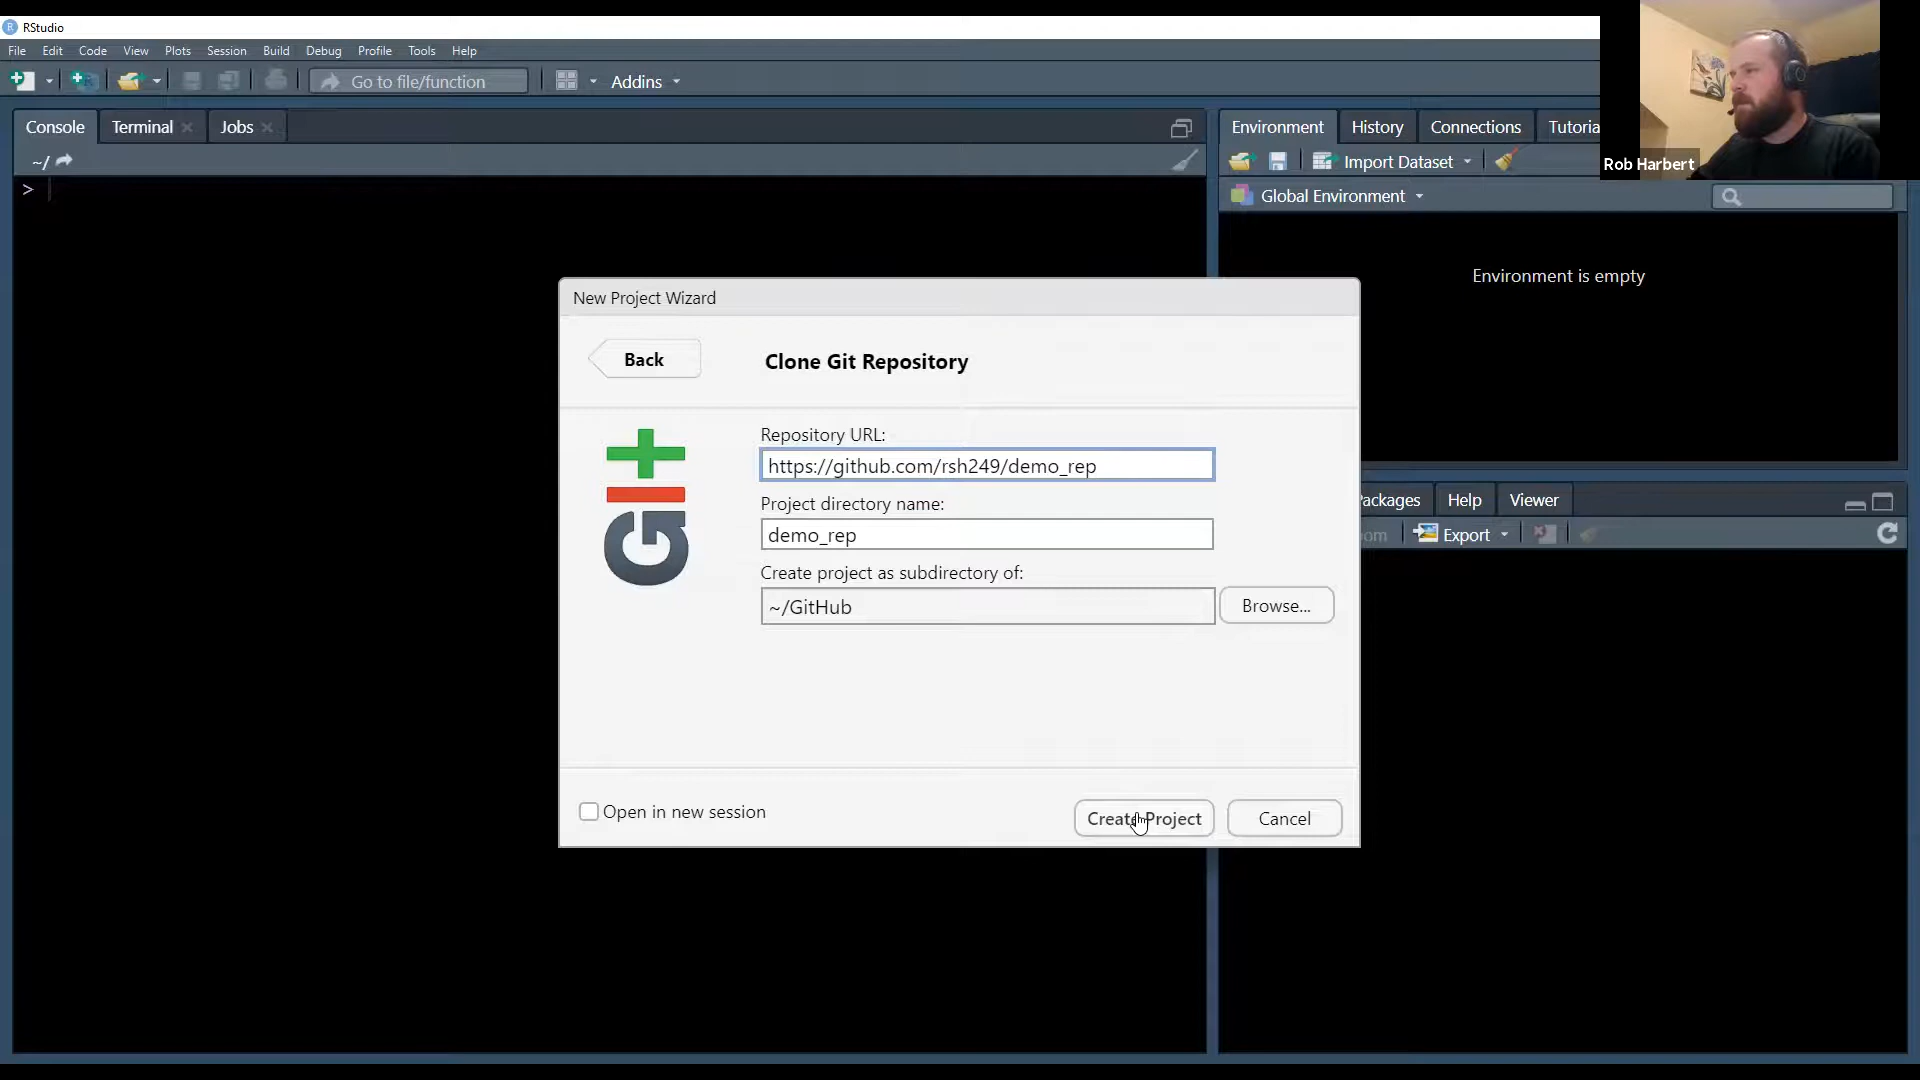 RStudio
File Edit Code View Plots Session Build Debug Profile Tools Help
Go to file/function Addins
Console Terminal Jobs
~/
>
Environment History Connections Tutoria
Import Dataset
Global Environment
Environment is empty
Rob Harbert
New Project Wizard
Back Clone Git Repository
Git
Repository URL:
https://github.com/rsh249/demo_rep
Project directory name:
demo_rep
Create project as subdirectory of:
~/GitHub Browse...
Open in new session Create Project Cancel
Packages Help Viewer
om Export